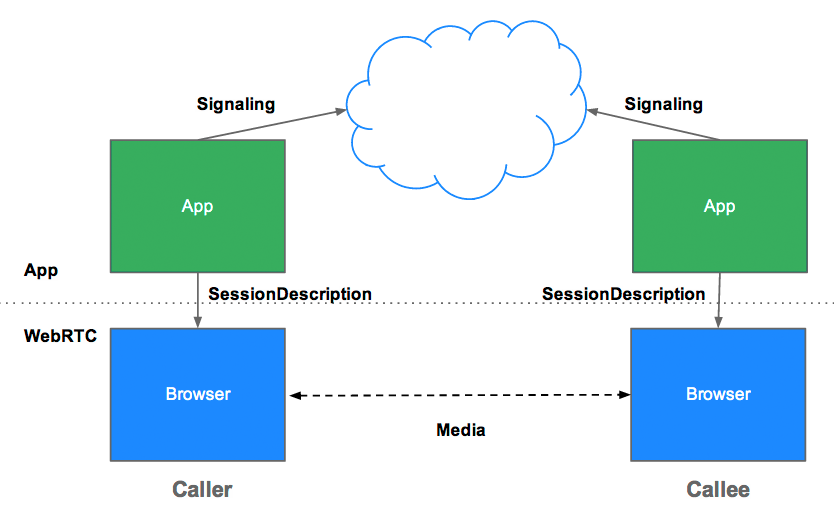 Signaling
Signaling
App
App
App
SessionDescription
SessionDescription
WebRTC
Browser
Browser
Media
Caller
Callee